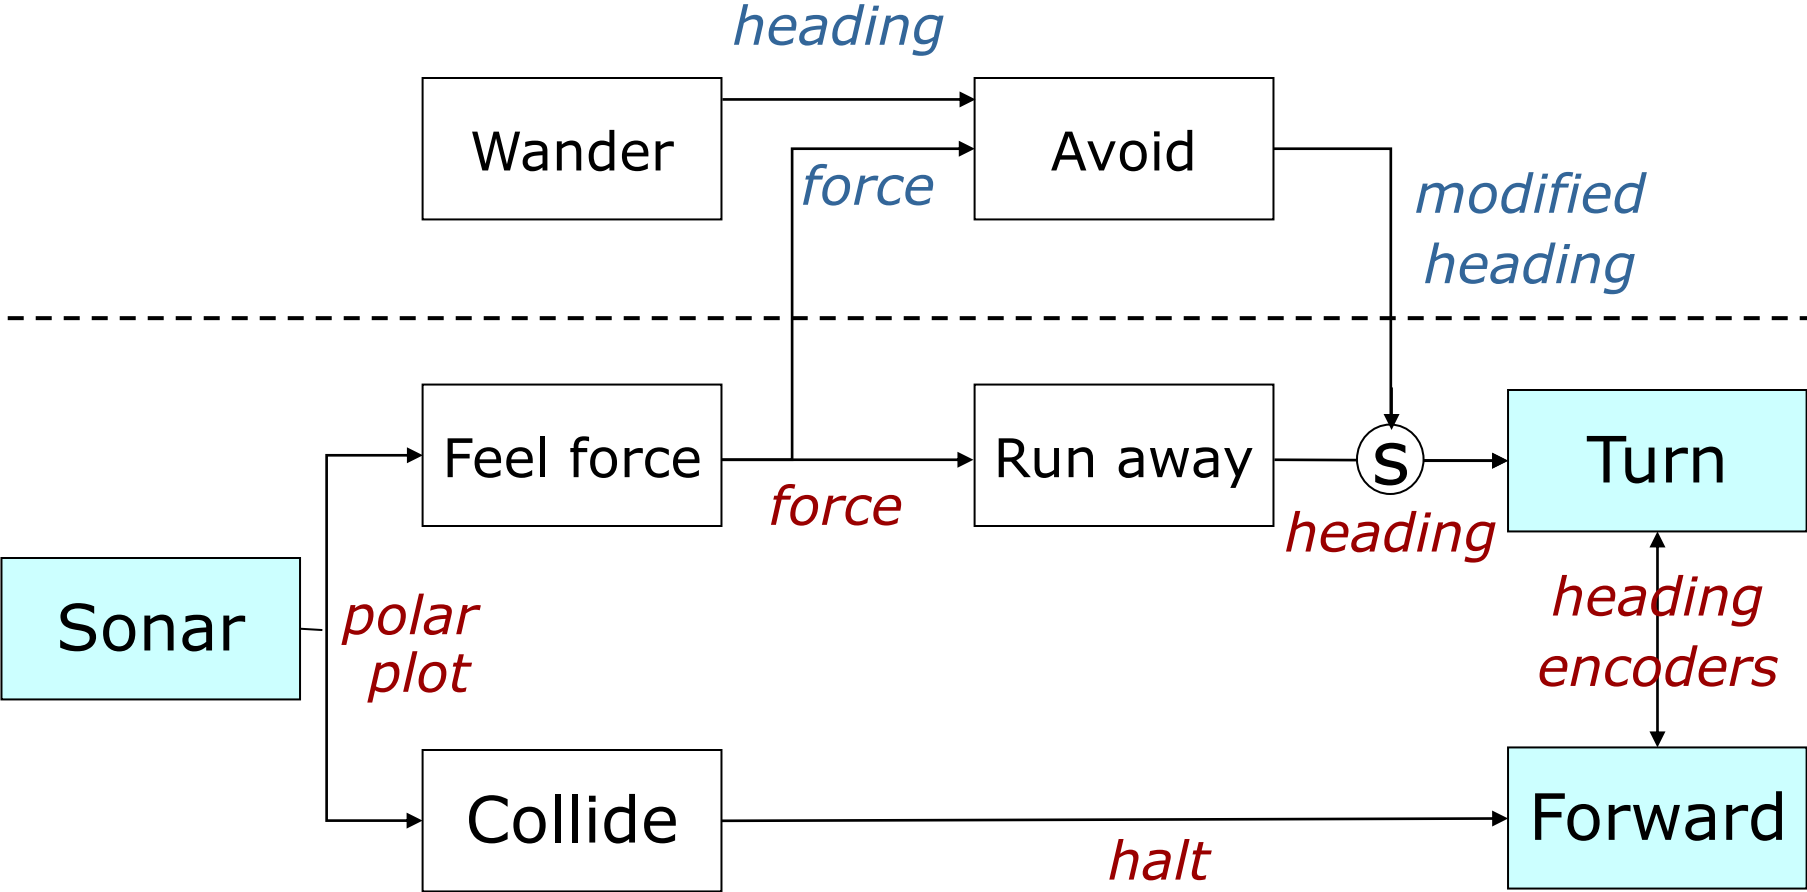 heading
Wander
Avoid
force
modified
heading
Feel force
Run away
S
Turn
force
heading
Sonar
polar
plot
heading
encoders
Collide
Forward
halt